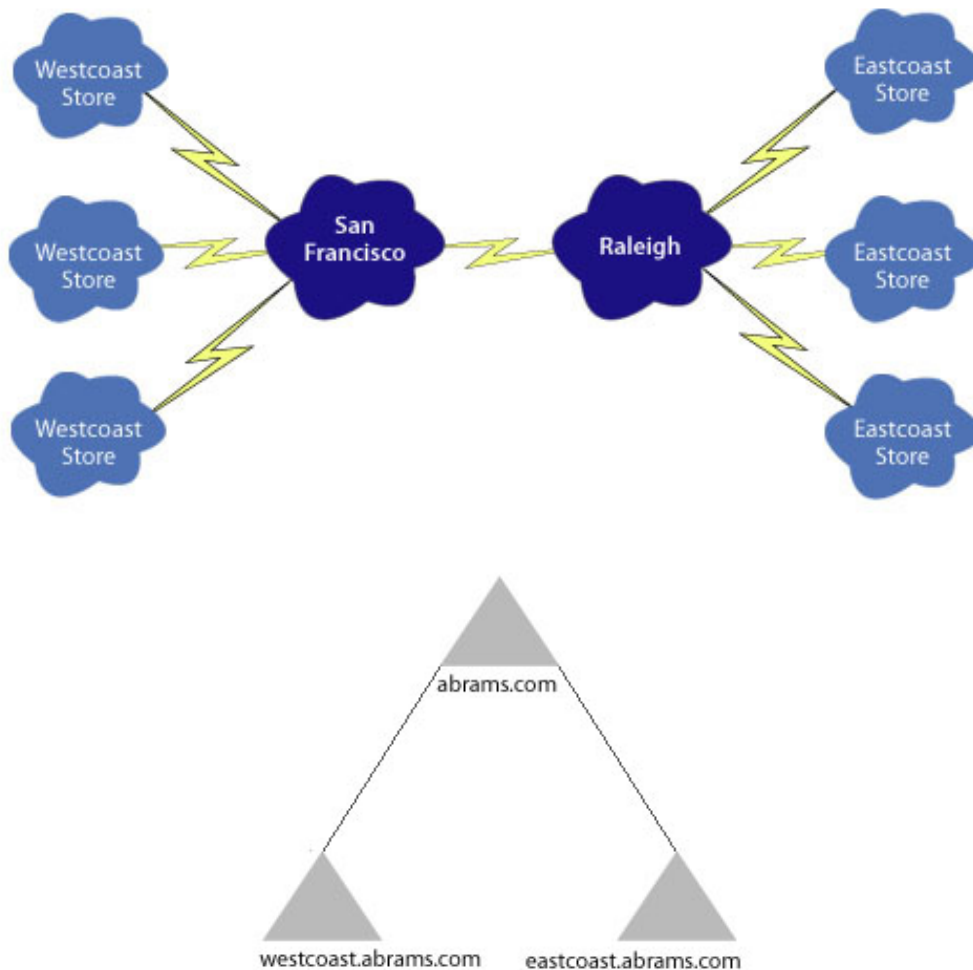 Westcoast
Store
Eastcoast
Store
San
Francisco
Raleigh
Westcoast
Store
Eastcoast
Store
Westcoast
Store
Eastcoast
Store
abrams.com
westcoast.abrams.com
eastcoast.abrams.com